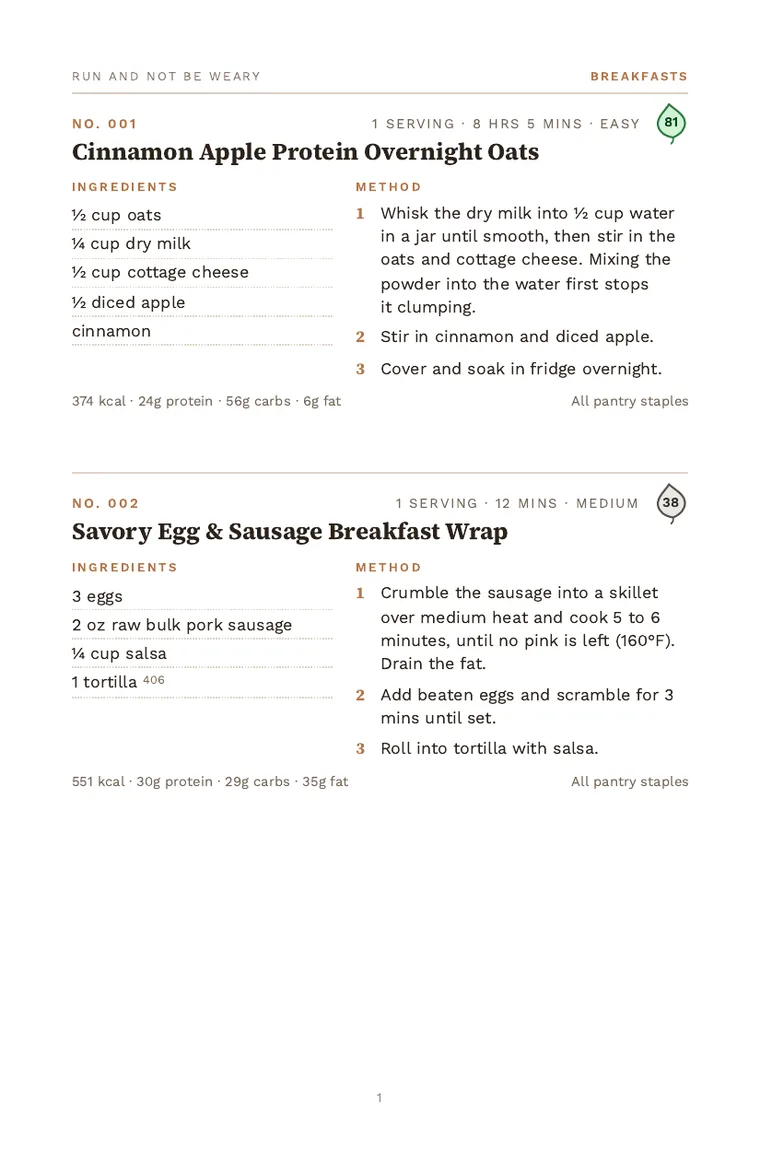 RUN AND NOT BE WEARY
BREAKFASTS
NO. 001
1 SERVING · 8 HRS 5 MINS · EASY
81
Cinnamon Apple Protein Overnight Oats
INGREDIENTS
½ cup oats
¼ cup dry milk
½ cup cottage cheese
½ diced apple
cinnamon
METHOD
1 Whisk the dry milk into ½ cup water
in a jar until smooth, then stir in the
oats and cottage cheese. Mixing the
powder into the water first stops
it clumping.
2 Stir in cinnamon and diced apple.
3 Cover and soak in fridge overnight.
374 kcal · 24g protein · 56g carbs · 6g fat
All pantry staples
NO. 002
1 SERVING · 12 MINS · MEDIUM
38
Savory Egg & Sausage Breakfast Wrap
INGREDIENTS
3 eggs
2 oz raw bulk pork sausage
¼ cup salsa
1 tortilla 406
METHOD
1 Crumble the sausage into a skillet
over medium heat and cook 5 to 6
minutes, until no pink is left (160°F).
Drain the fat.
2 Add beaten eggs and scramble for 3
mins until set.
3 Roll into tortilla with salsa.
551 kcal · 30g protein · 29g carbs · 35g fat
All pantry staples
1